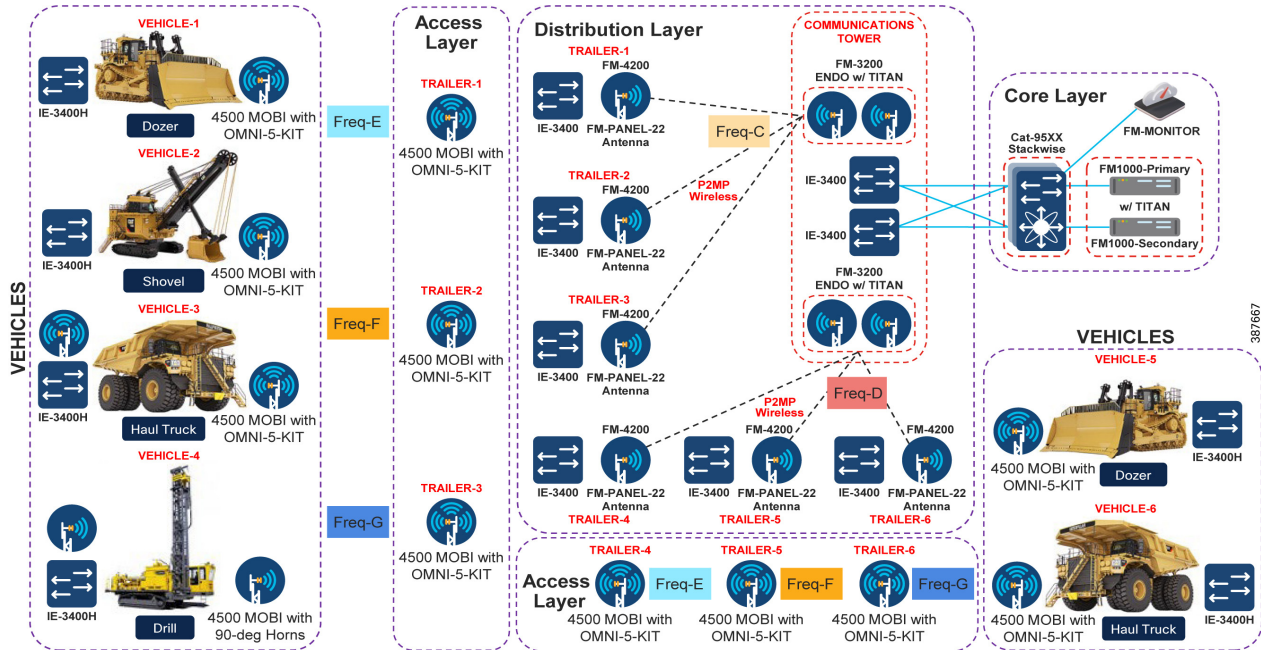 VEHICLES
VEHICLE-1
IE-3400H
Dozer
4500 MOBI with
OMNI-5-KIT
VEHICLE-2
IE-3400H
Shovel
4500 MOBI with
OMNI-5-KIT
VEHICLE-3
IE-3400H
Haul Truck
4500 MOBI with
OMNI-5-KIT
VEHICLE-4
IE-3400H
Drill
4500 MOBI with
90-deg Horns
Freq-E
Freq-F
Freq-G
Access
Layer
TRAILER-1
4500 MOBI with
OMNI-5-KIT
TRAILER-2
4500 MOBI with
OMNI-5-KIT
TRAILER-3
4500 MOBI with
OMNI-5-KIT
Distribution Layer
TRAILER-1
FM-4200
IE-3400
FM-PANEL-22
Antenna
TRAILER-2
FM-4200
IE-3400
FM-PANEL-22
Antenna
TRAILER-3
FM-4200
IE-3400
FM-PANEL-22
Antenna
Freq-C
P2MP
Wireless
COMMUNICATIONS
TOWER
FM-3200
ENDO w/ TITAN
IE-3400
IE-3400
FM-3200
ENDO w/ TITAN
Freq-D
P2MP
Wireless
FM-4200
IE-3400
FM-PANEL-22
Antenna
TRAILER-4
FM-4200
IE-3400
FM-PANEL-22
Antenna
TRAILER-5
FM-4200
IE-3400
FM-PANEL-22
Antenna
TRAILER-6
Access
Layer
TRAILER-4
Freq-E
4500 MOBI with
OMNI-5-KIT
TRAILER-5
Freq-F
4500 MOBI with
OMNI-5-KIT
TRAILER-6
Freq-G
4500 MOBI with
OMNI-5-KIT
Core Layer
FM-MONITOR
Cat-95XX
Stackwise
FM1000-Primary
w/ TITAN
FM1000-Secondary
387667
VEHICLES
VEHICLE-5
4500 MOBI with
OMNI-5-KIT
Dozer
IE-3400H
VEHICLE-6
4500 MOBI with
OMNI-5-KIT
Haul Truck
IE-3400H